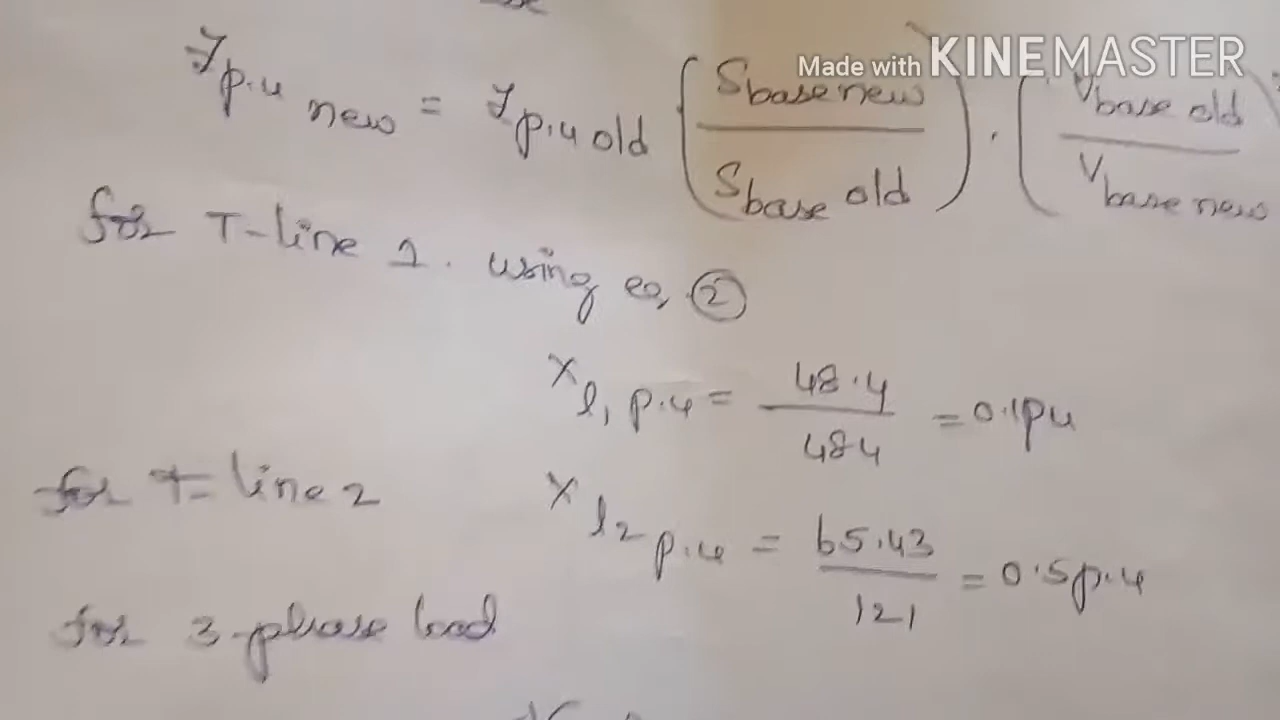 Made with KINEMASTER
Zp.u new = Zp.u old (Sbase new / Sbase old) . (Vbase old / Vbase new)
for T-line 1. using eq, ②
Xl1 p.u = 48.4 / 484 = 0.1pu
for T-line 2
Xl2 p.u = 65.43 / 121 = 0.5p.u
for 3-phase load